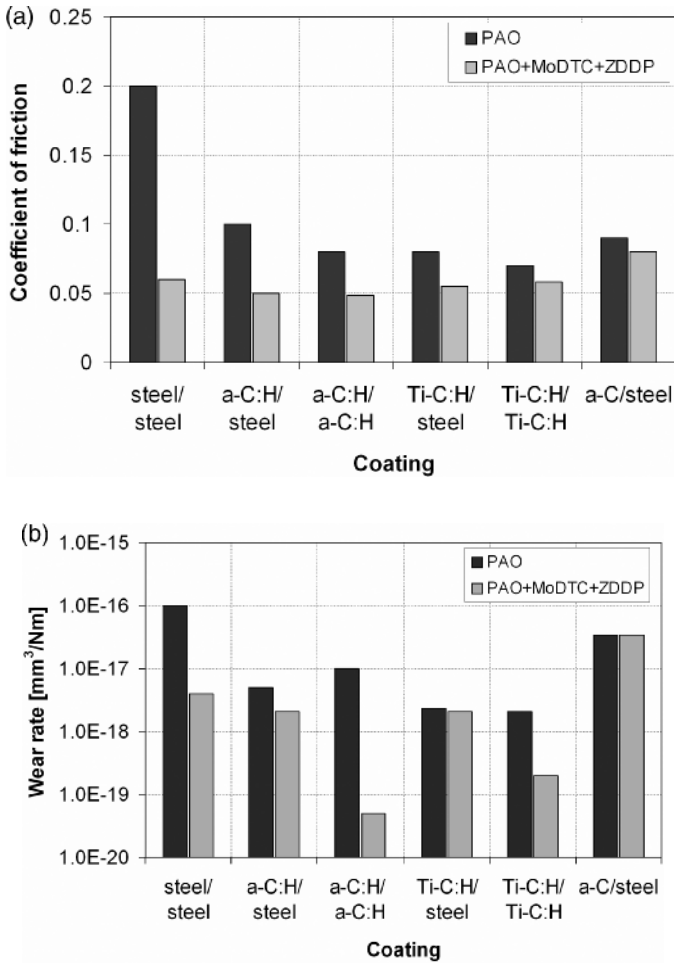 (a)
0.25
0.2
0.15
0.1
0.05
0
Coefficient of friction
PAO
PAO+MoDTC+ZDDP
steel/ a-C:H/ a-C:H/ Ti-C:H/ Ti-C:H/ a-C/steel
steel steel a-C:H steel Ti-C:H
Coating
(b)
1.0E-15
1.0E-16
1.0E-17
1.0E-18
1.0E-19
1.0E-20
Wear rate [mm³/Nm]
PAO
PAO+MoDTC+ZDDP
steel/ a-C:H/ a-C:H/ Ti-C:H/ Ti-C:H/ a-C/steel
steel steel a-C:H steel Ti-C:H
Coating